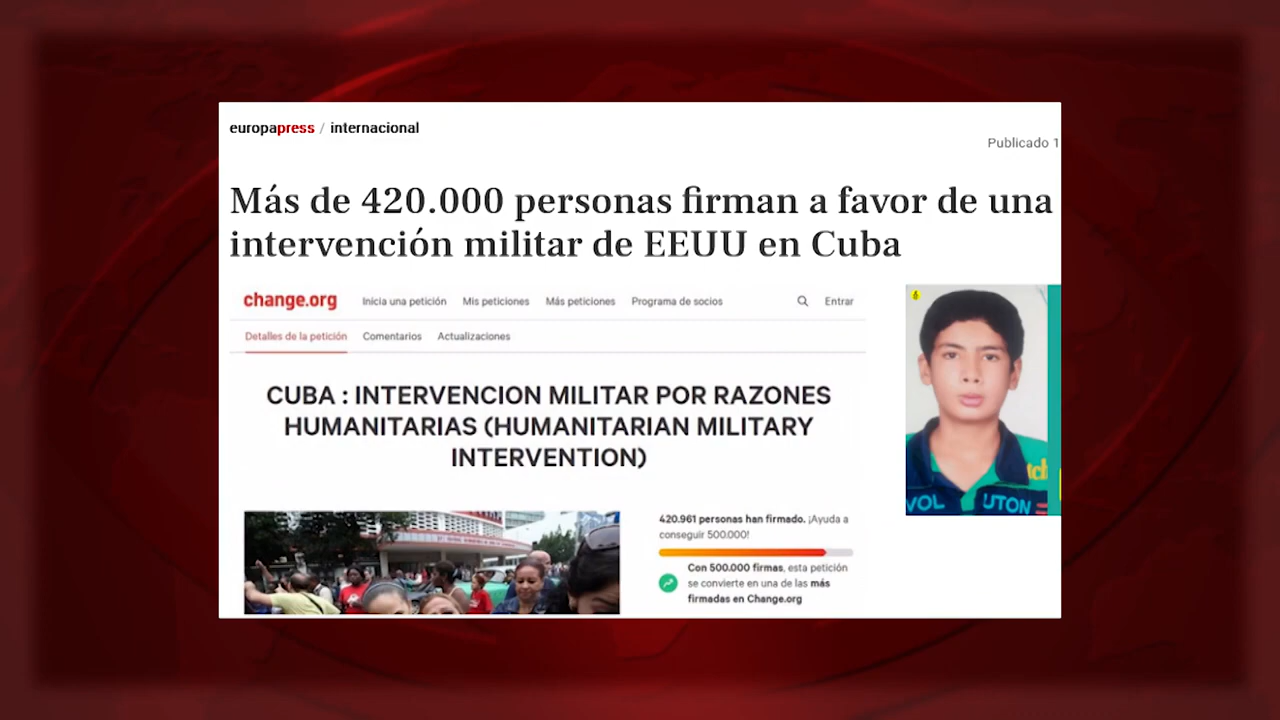 europapress / internacional
Publicado 1
Más de 420.000 personas firman a favor de una
intervención militar de EEUU en Cuba
change.org Inicia una petición Mis peticiones Más peticiones Programa de socios Entrar
Detalles de la petición Comentarios Actualizaciones
CUBA : INTERVENCION MILITAR POR RAZONES
HUMANITARIAS (HUMANITARIAN MILITARY
INTERVENTION)
420.961 personas han firmado. ¡Ayuda a
conseguir 500.000!
Con 500.000 firmas, esta petición
se convierte en una de las más
firmadas en Change.org
VOL UTON